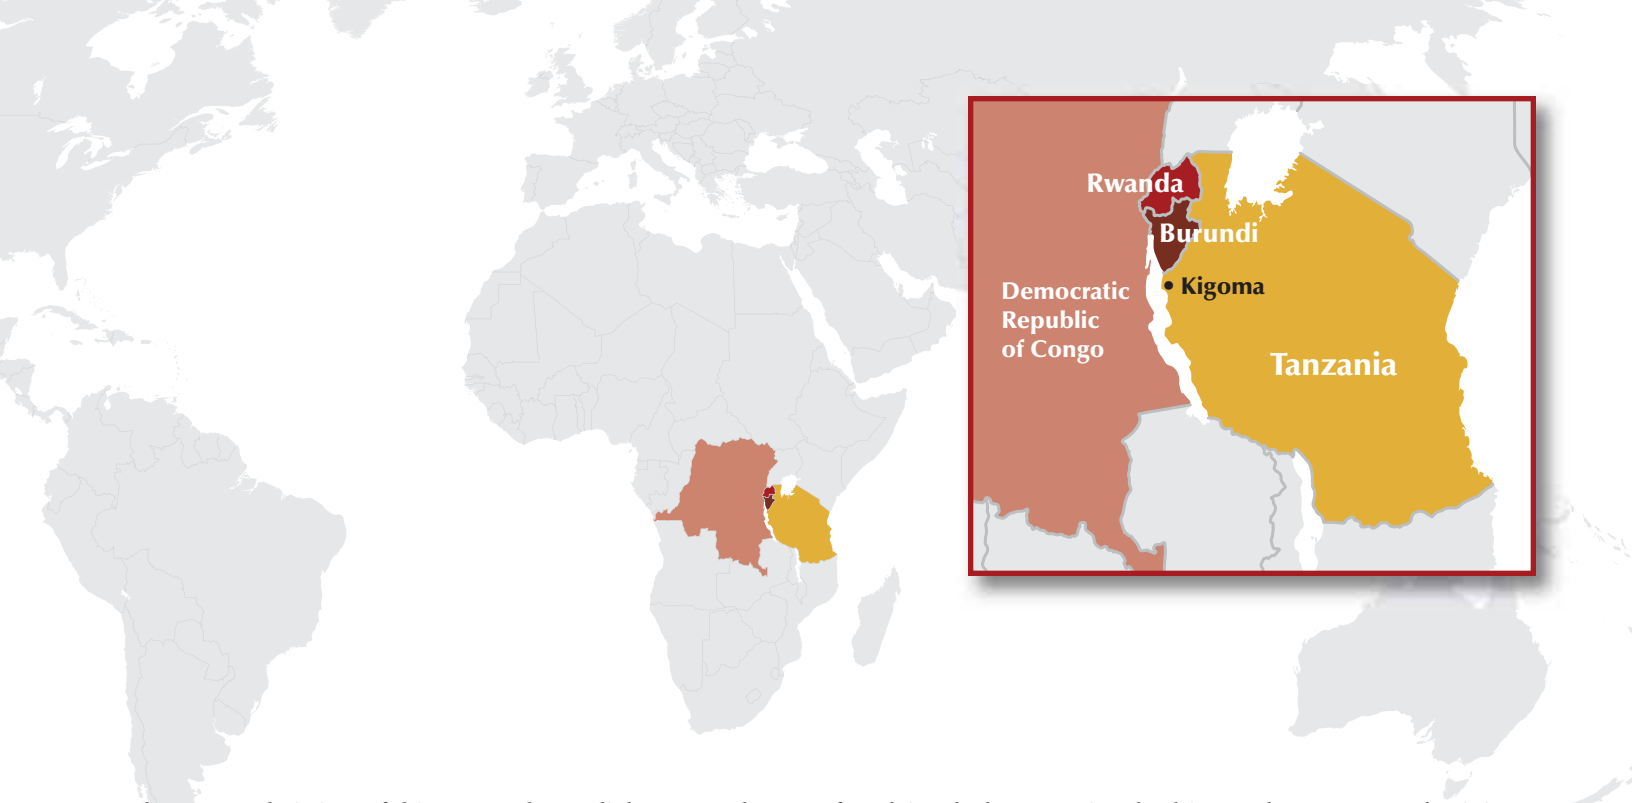 Rwanda
Burundi
Kigoma
Democratic
Republic
of Congo
Tanzania